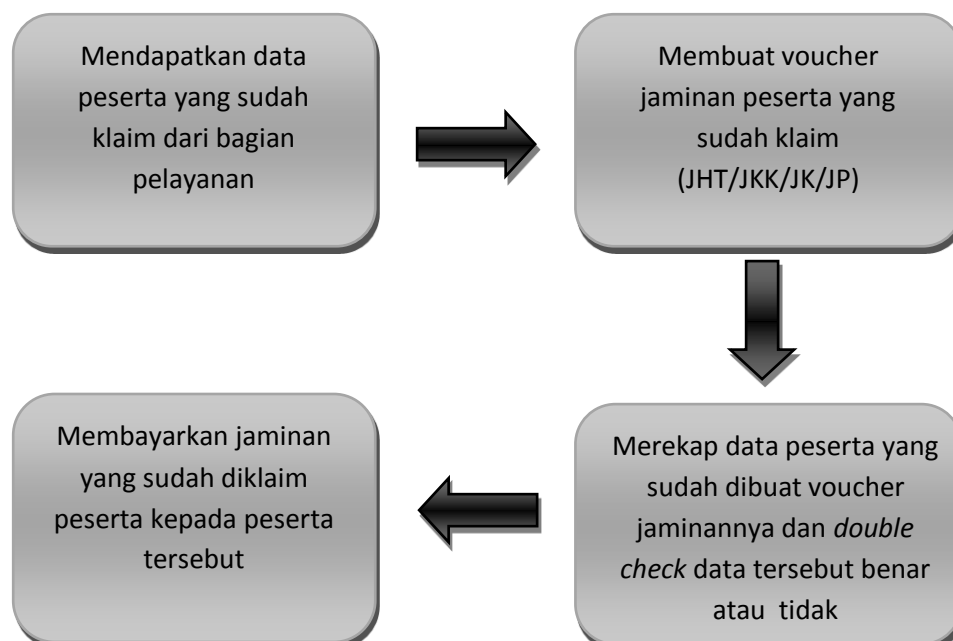 Mendapatkan data
peserta yang sudah
klaim dari bagian
pelayanan
Membuat voucher
jaminan peserta yang
sudah klaim
(JHT/JKK/JK/JP)
Merekap data peserta yang
sudah dibuat voucher
jaminannya dan double
check data tersebut benar
atau tidak
Membayarkan jaminan
yang sudah diklaim
peserta kepada peserta
tersebut